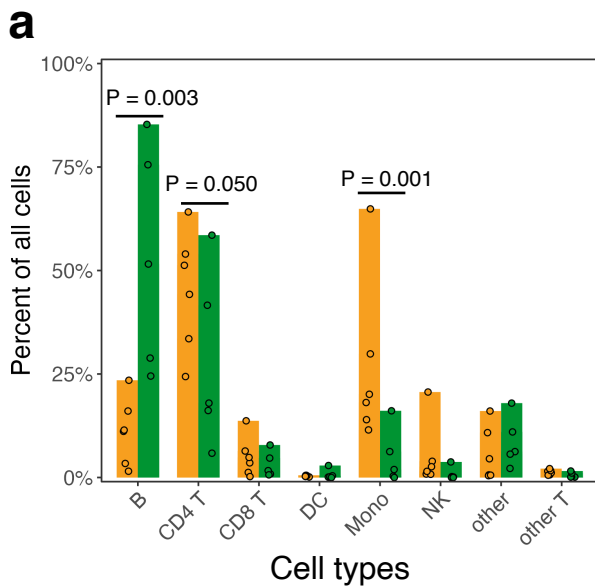 a
100%
P = 0.003
75%
P = 0.050
P = 0.001
50%
25%
0%
Percent of all cells
B
CD4 T
CD8 T
DC
Mono
NK
other
other T
Cell types